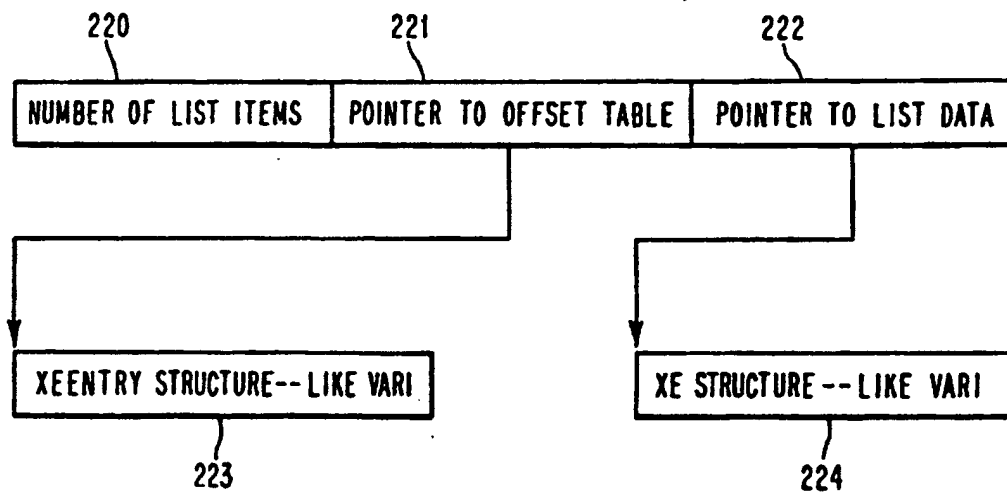 220 221 222
NUMBER OF LIST ITEMS POINTER TO OFFSET TABLE POINTER TO LIST DATA
XEENTRY STRUCTURE--LIKE VARI XE STRUCTURE--LIKE VARI
223 224